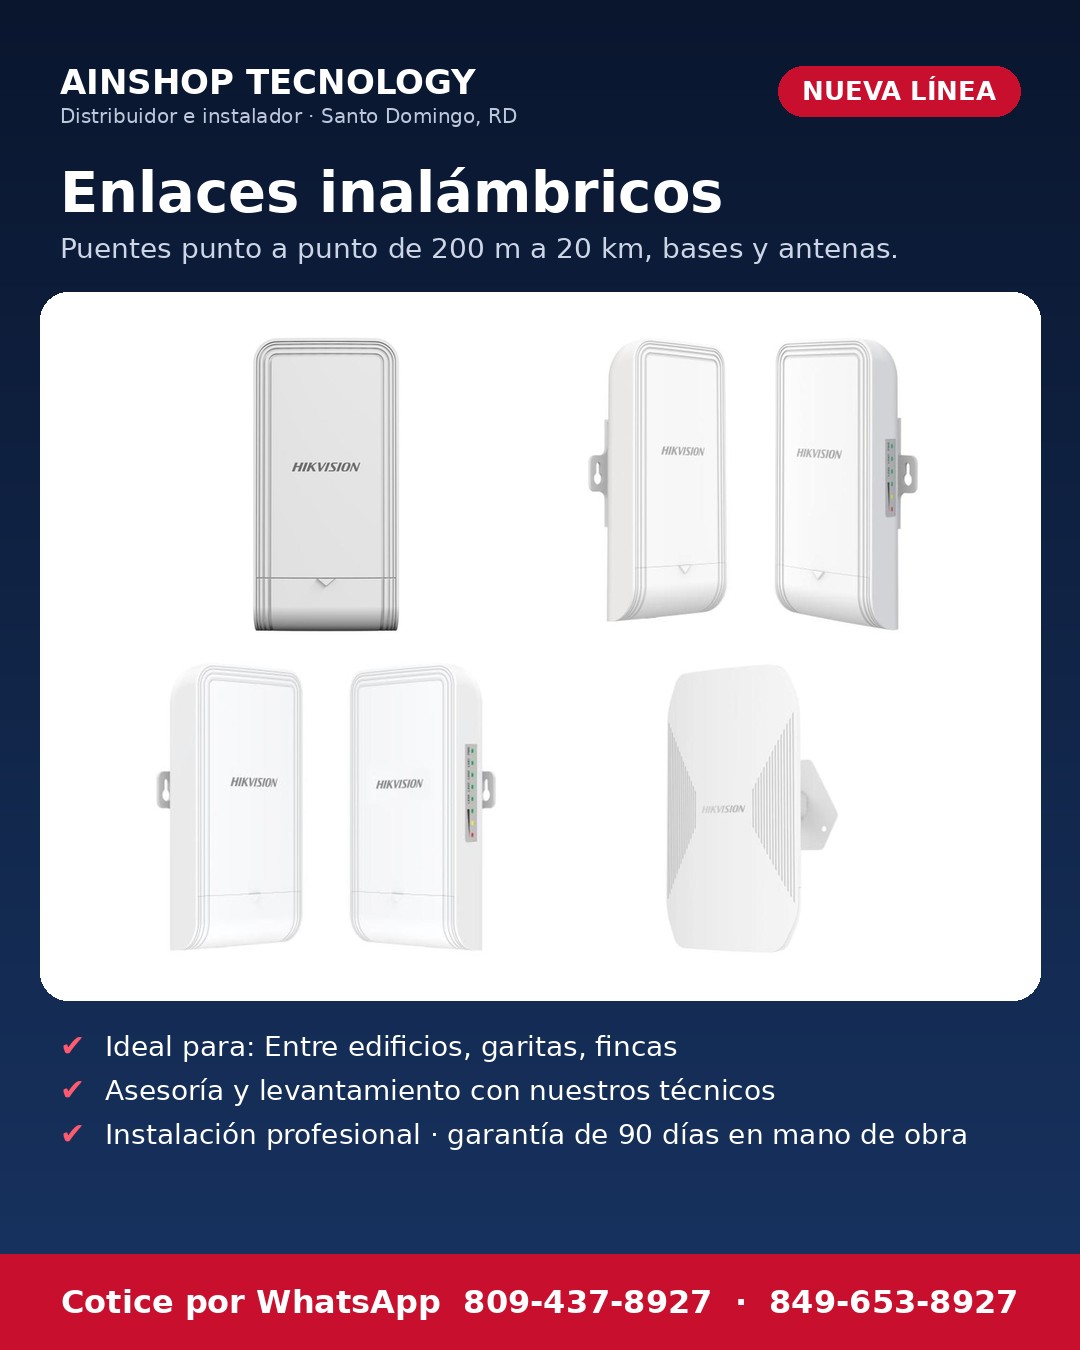 AINSHOP TECNOLOGY
NUEVA LÍNEA
Distribuidor e instalador · Santo Domingo, RD
Enlaces inalámbricos
Puentes punto a punto de 200 m a 20 km, bases y antenas.
HIKVISION
HIKVISION
HIKVISION
HIKVISION
HIKVISION
HIKVISION
✔ Ideal para: Entre edificios, garitas, fincas
✔ Asesoría y levantamiento con nuestros técnicos
✔ Instalación profesional · garantía de 90 días en mano de obra
Cotice por WhatsApp 809-437-8927 · 849-653-8927